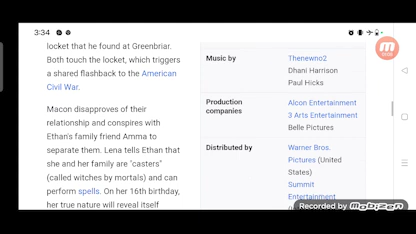 3:34
locket that he found at Greenbriar.
Both touch the locket, which triggers
a shared flashback to the American
Civil War.
Macon disapproves of their
relationship and conspires with
Ethan's family friend Amma to
separate them. Lena tells Ethan that
she and her family are "casters"
(called witches by mortals) and can
perform spells. On her 16th birthday,
her true nature will reveal itself
Music by
Thenewno2
Dhani Harrison
Paul Hicks
Production
companies
Alcon Entertainment
3 Arts Entertainment
Belle Pictures
Distributed by
Warner Bros.
Pictures (United
States)
Summit
Entertainment
Recorded by Mobizen